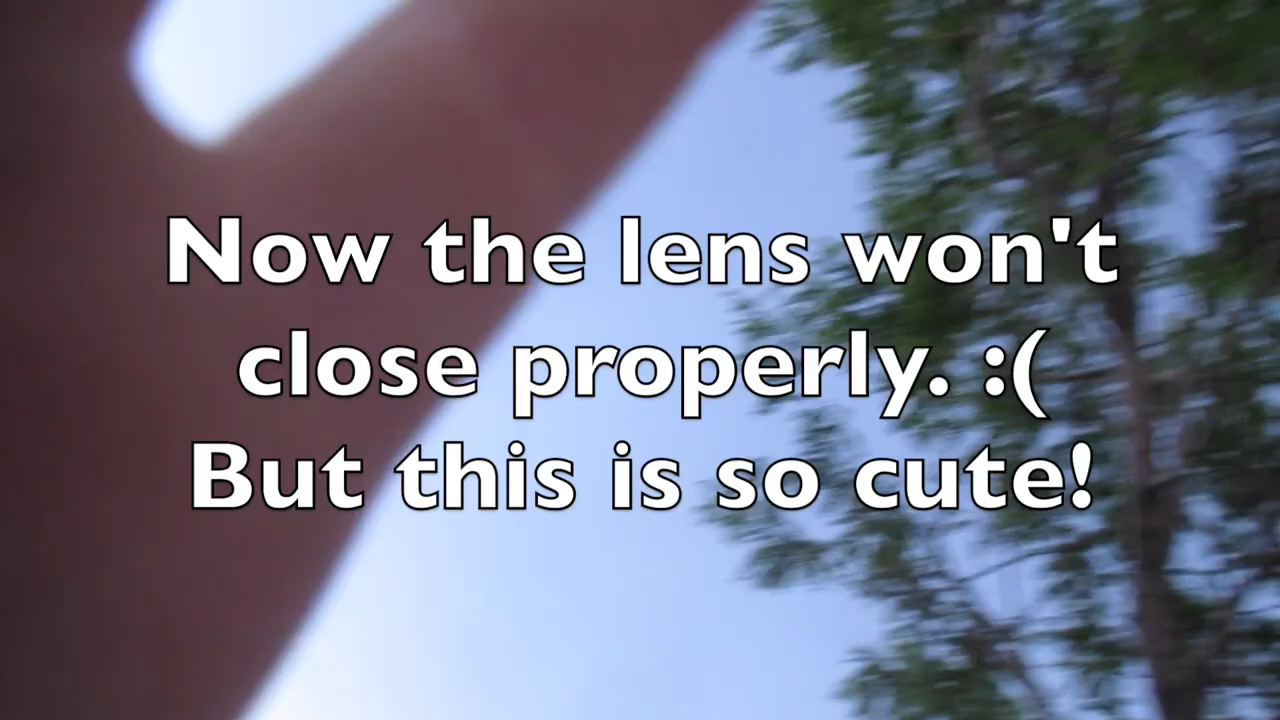 Now the lens won't
close properly. :(
But this is so cute!